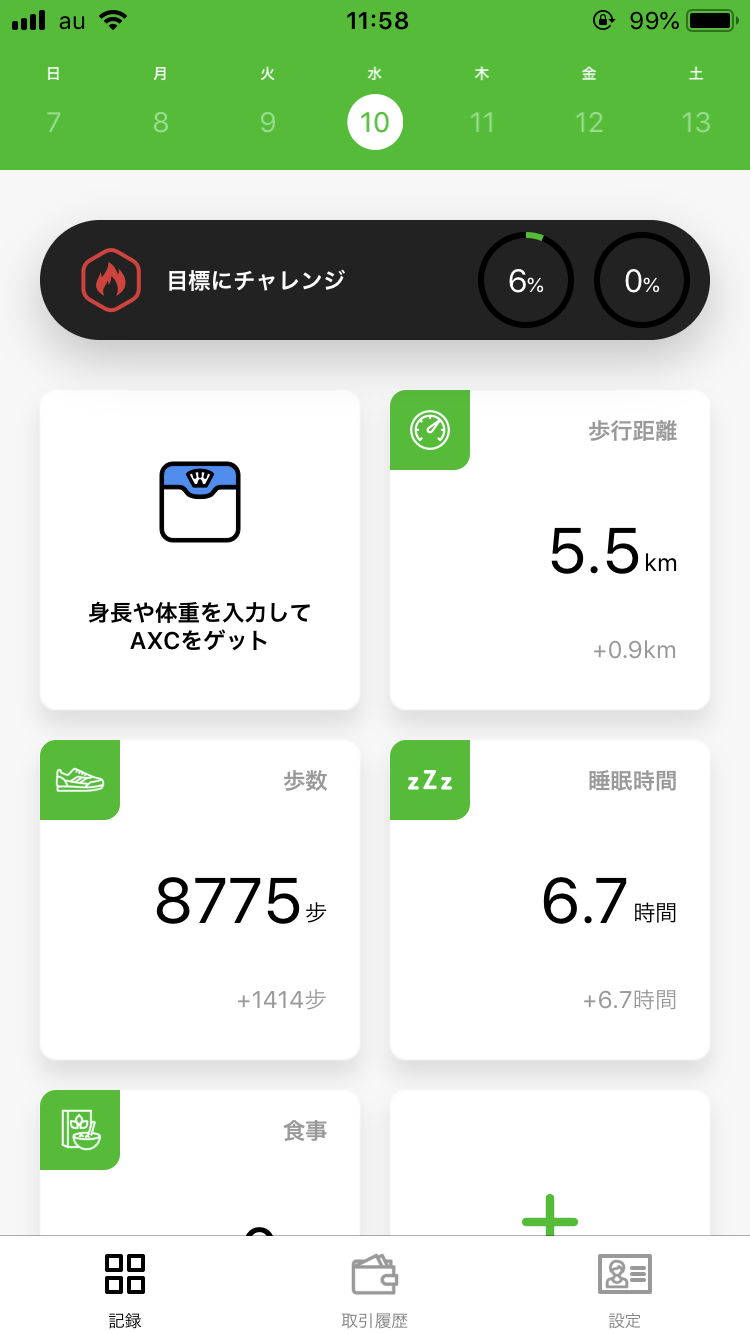 au 11:58 99%
日 月 火 水 木 金 土
7 8 9 10 11 12 13
目標にチャレンジ 6% 0%
身長や体重を入力して
AXCをゲット
歩行距離
5.5km
+0.9km
歩数
8775歩
+1414歩
zZz 睡眠時間
6.7時間
+6.7時間
食事
記録 取引履歴 設定